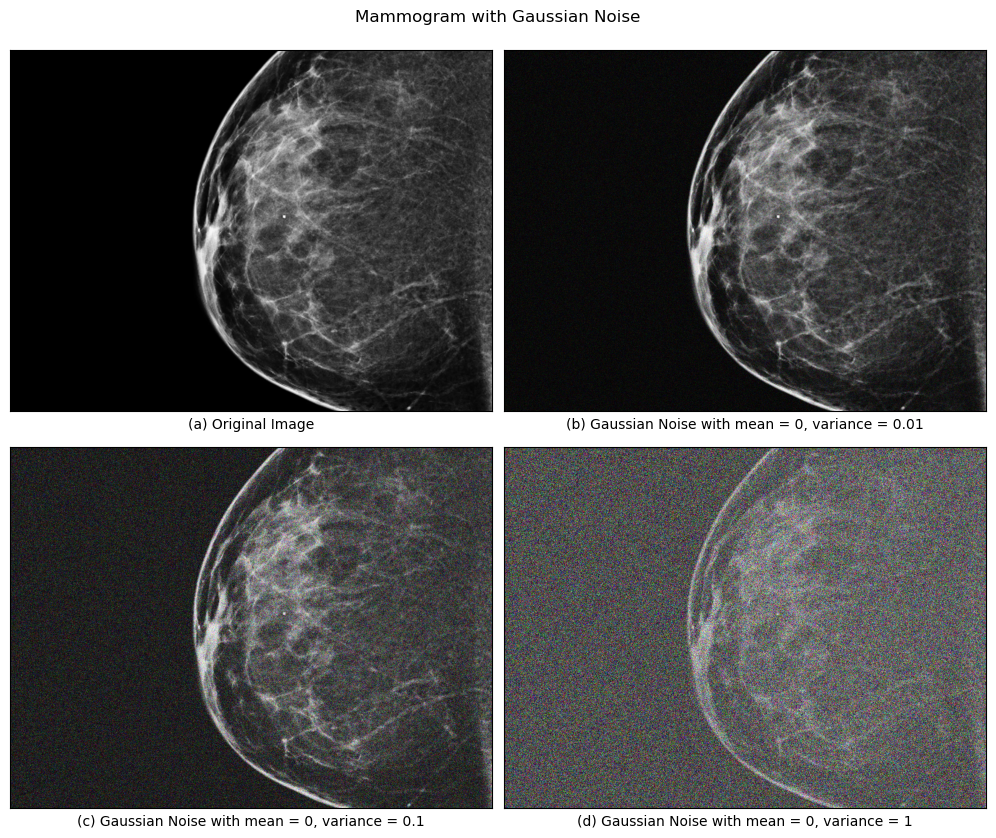 Mammogram with Gaussian Noise
(a) Original Image
(b) Gaussian Noise with mean = 0, variance = 0.01
(c) Gaussian Noise with mean = 0, variance = 0.1
(d) Gaussian Noise with mean = 0, variance = 1